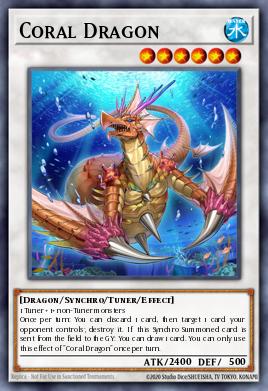 CORAL DRAGON
WATER
水
[DRAGON/SYNCHRO/TUNER/EFFECT]
1 Tuner + 1+ non-Tuner monsters
Once per turn: You can discard 1 card, then target 1 card your
opponent controls; destroy it. If this Synchro Summoned card is
sent from the field to the GY: You can draw 1 card. You can only use
this effect of "Coral Dragon" once per turn.
ATK/2400 DEF/ 500
Replica - Not For Use in Sanctioned Tournaments
©2020 Studio Dice/SHUEISHA, TV TOKYO, KONAMI